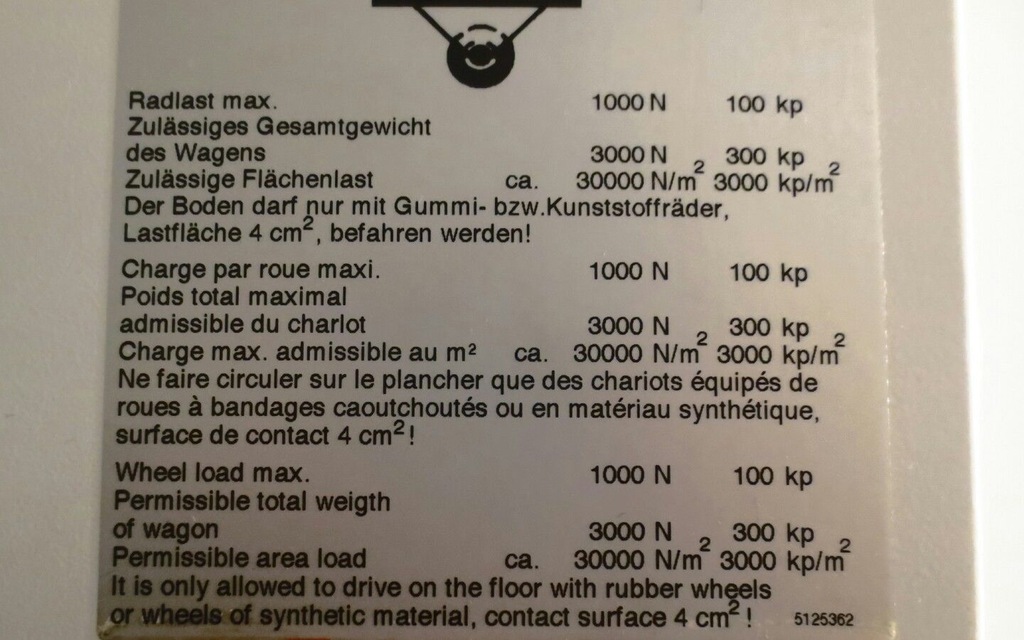 Radlast max. 1000 N 100 kp
Zulässiges Gesamtgewicht
des Wagens 3000 N 300 kp
Zulässige Flächenlast ca. 30000 N/m² 3000 kp/m²
Der Boden darf nur mit Gummi- bzw.Kunststoffräder,
Lastfläche 4 cm², befahren werden!
Charge par roue maxi. 1000 N 100 kp
Poids total maximal
admissible du charlot 3000 N 300 kp
Charge max. admissible au m² ca. 30000 N/m² 3000 kp/m²
Ne faire circuler sur le plancher que des chariots équipés de
roues à bandages caoutchoutés ou en matériau synthétique,
surface de contact 4 cm²!
Wheel load max. 1000 N 100 kp
Permissible total weigth
of wagon 3000 N 300 kp
Permissible area load ca. 30000 N/m² 3000 kp/m²
It is only allowed to drive on the floor with rubber wheels
or wheels of synthetic material, contact surface 4 cm²! 5125362